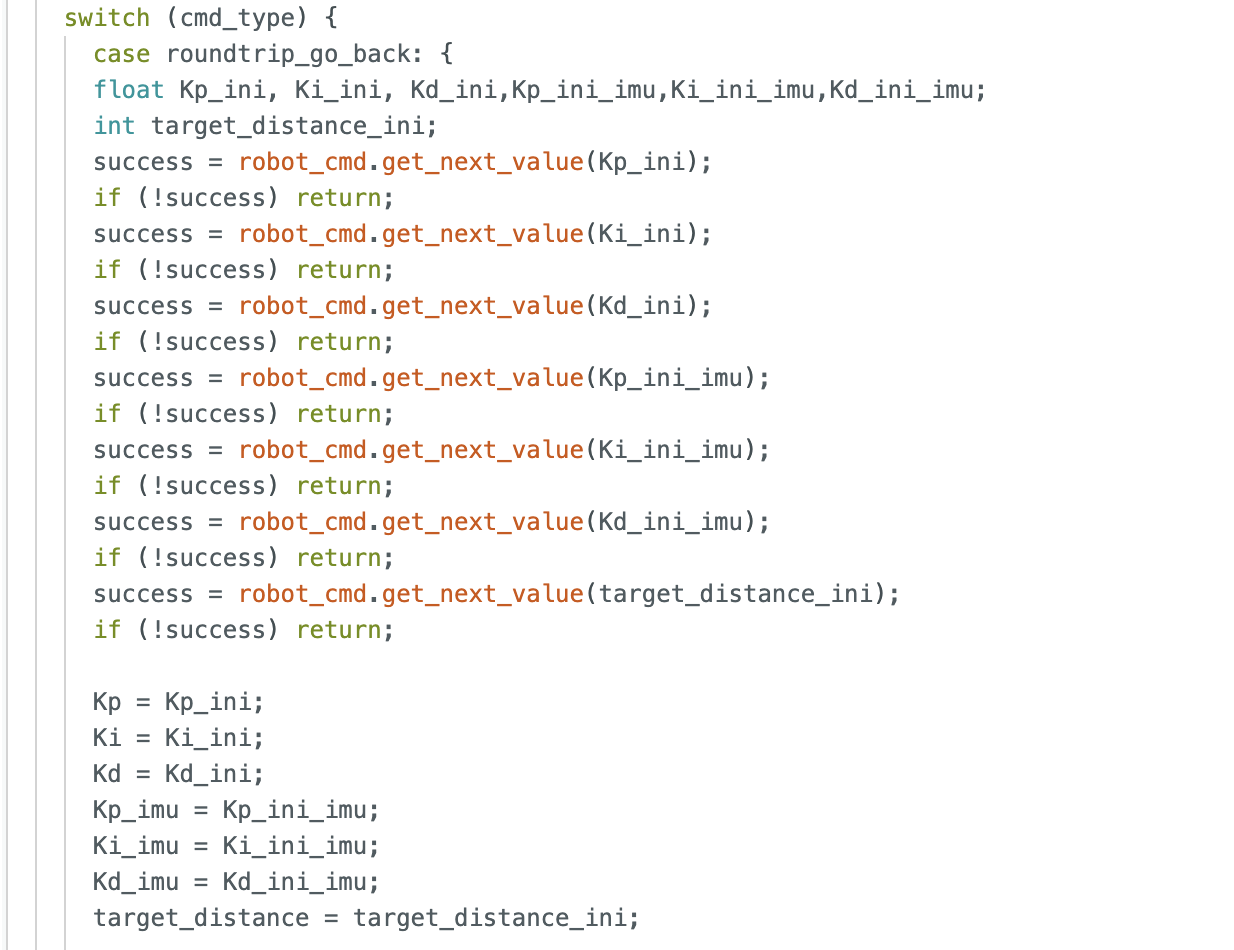 switch (cmd_type) {
case roundtrip_go_back: {
float Kp_ini, Ki_ini, Kd_ini,Kp_ini_imu,Ki_ini_imu,Kd_ini_imu;
int target_distance_ini;
success = robot_cmd.get_next_value(Kp_ini);
if (!success) return;
success = robot_cmd.get_next_value(Ki_ini);
if (!success) return;
success = robot_cmd.get_next_value(Kd_ini);
if (!success) return;
success = robot_cmd.get_next_value(Kp_ini_imu);
if (!success) return;
success = robot_cmd.get_next_value(Ki_ini_imu);
if (!success) return;
success = robot_cmd.get_next_value(Kd_ini_imu);
if (!success) return;
success = robot_cmd.get_next_value(target_distance_ini);
if (!success) return;
Kp = Kp_ini;
Ki = Ki_ini;
Kd = Kd_ini;
Kp_imu = Kp_ini_imu;
Ki_imu = Ki_ini_imu;
Kd_imu = Kd_ini_imu;
target_distance = target_distance_ini;